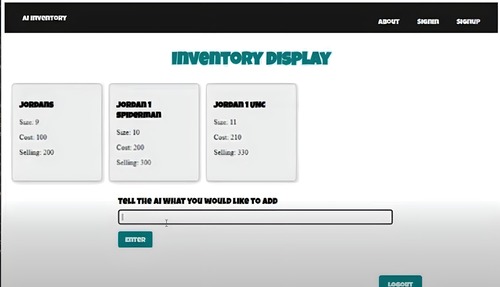 AI Inventory
About Signin Signup
Inventory Display
Jordans
Size: 9
Cost: 100
Selling: 200
Jordan 1
Spiderman
Size: 10
Cost: 200
Selling: 300
Jordan 1 UNC
Size: 11
Cost: 210
Selling: 330
Tell the AI what you would like to add
Enter
Logout